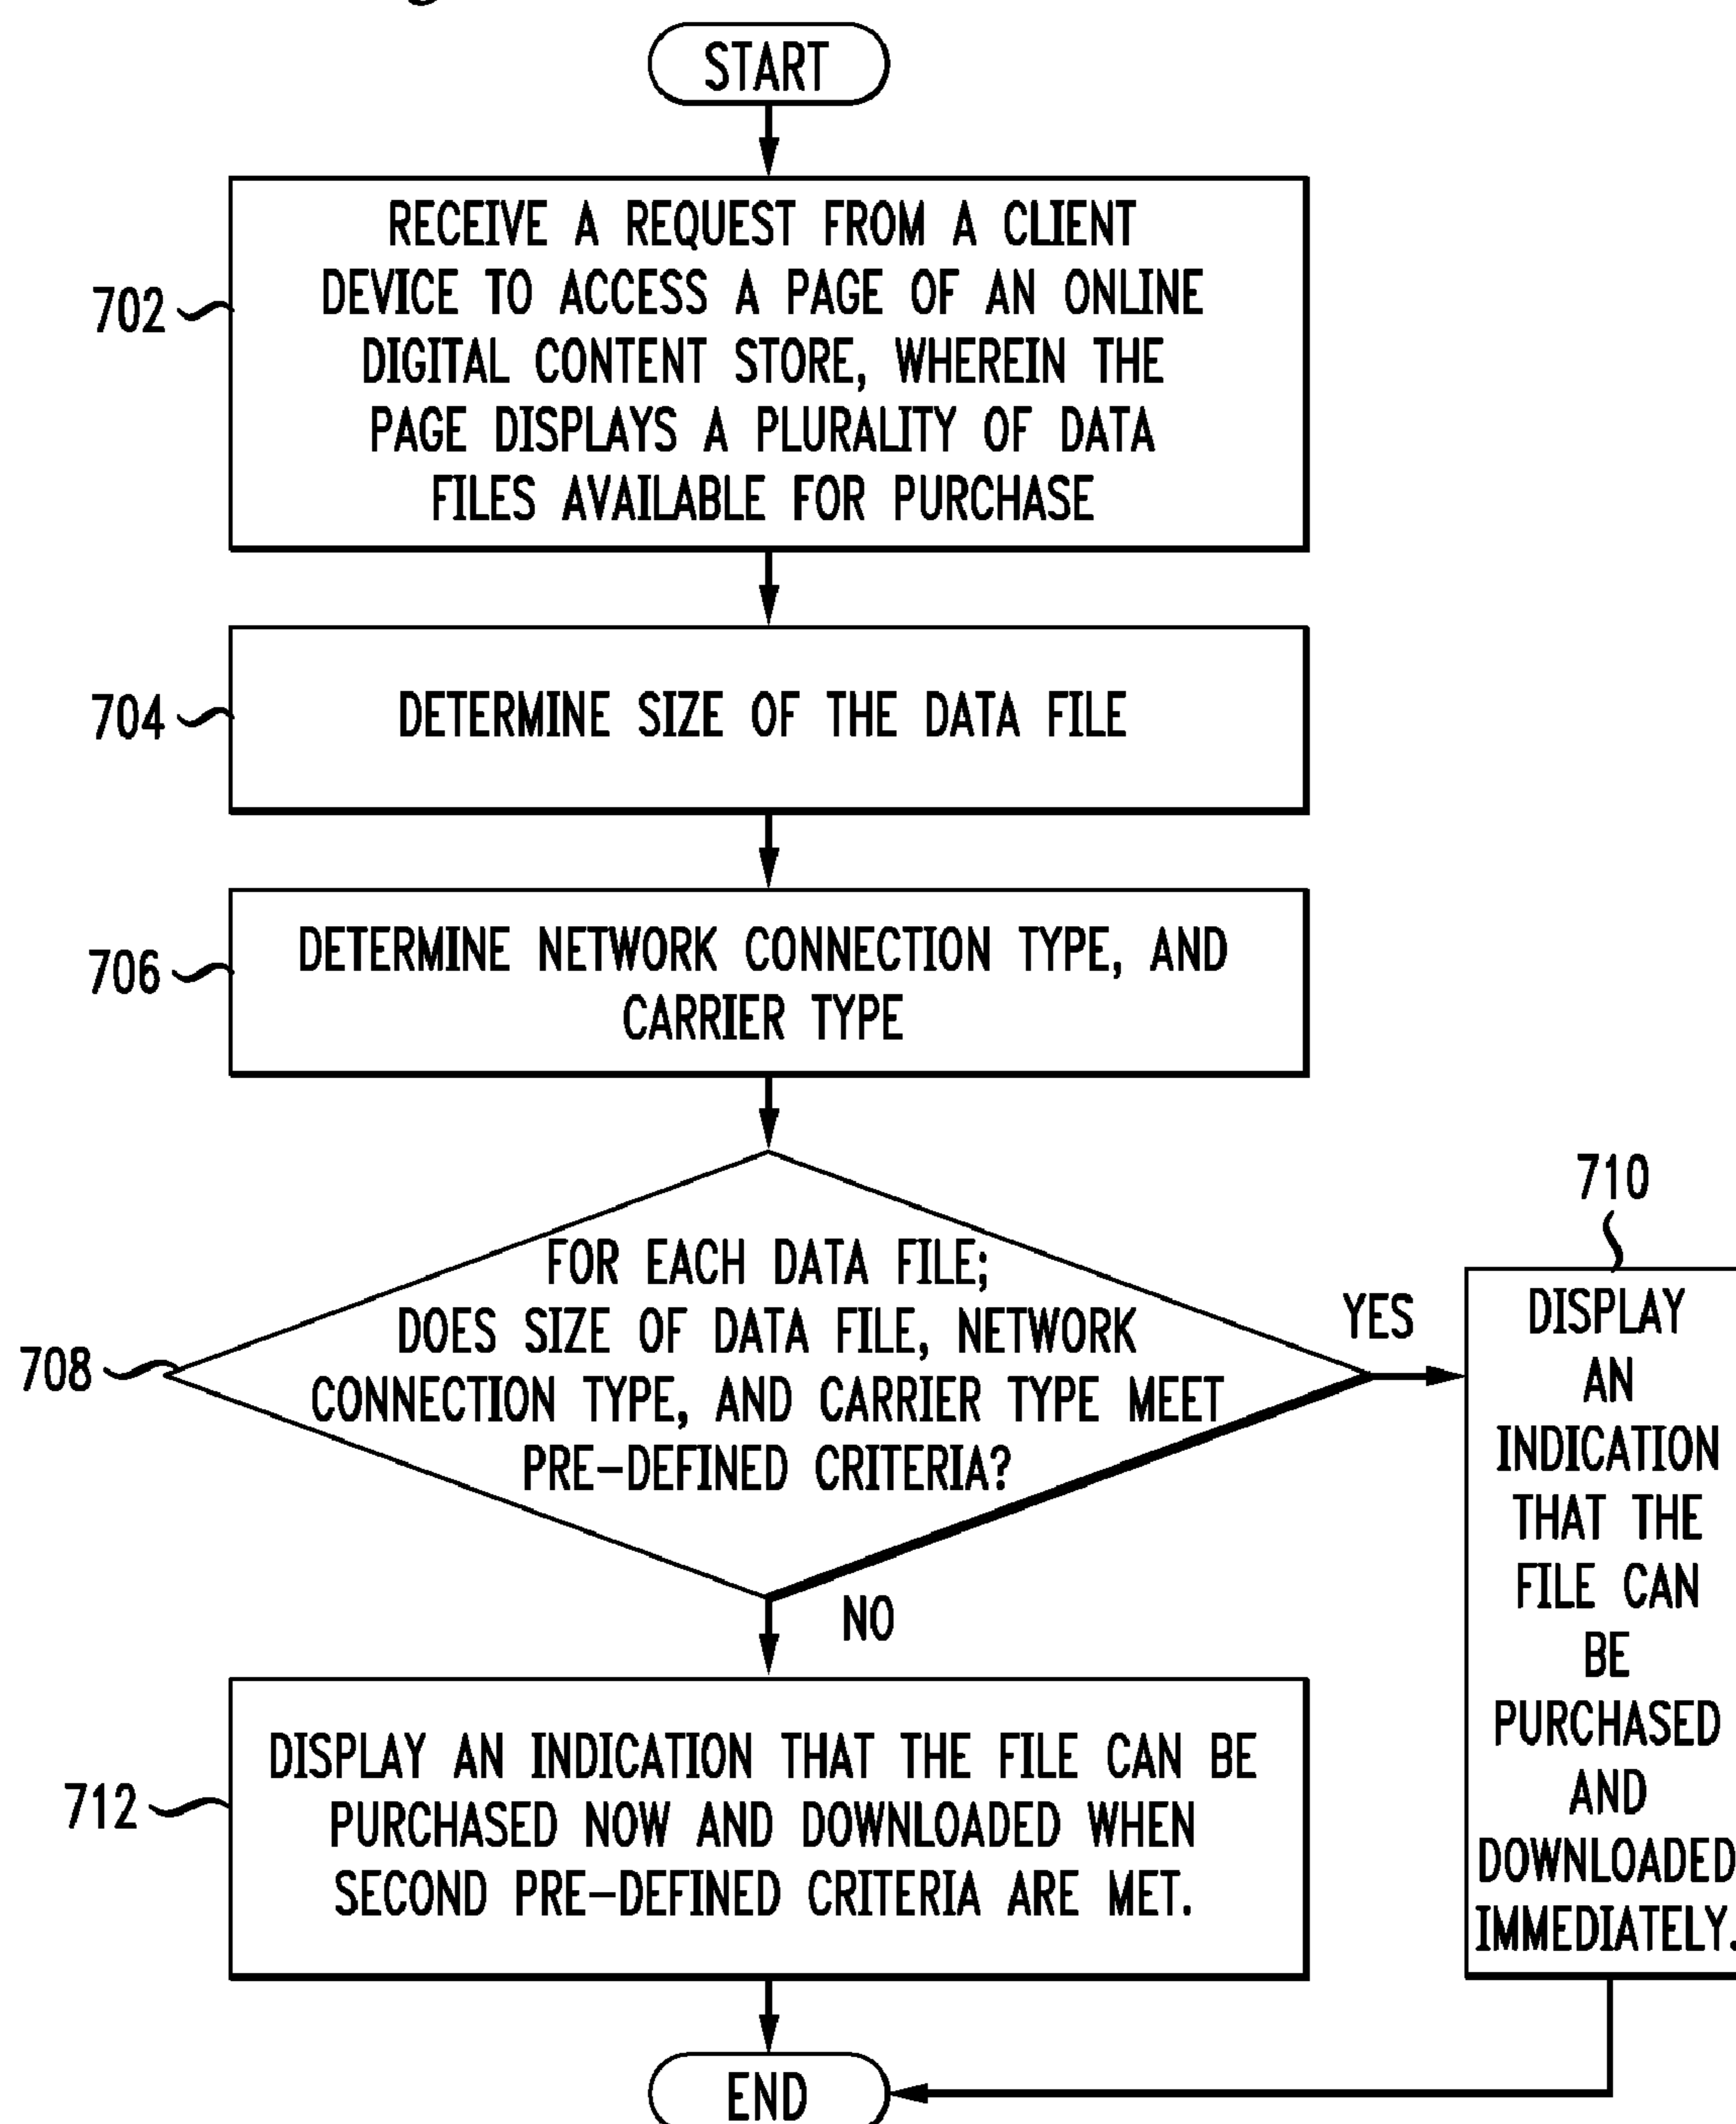 START
702
RECEIVE A REQUEST FROM A CLIENT
DEVICE TO ACCESS A PAGE OF AN ONLINE
DIGITAL CONTENT STORE, WHEREIN THE
PAGE DISPLAYS A PLURALITY OF DATA
FILES AVAILABLE FOR PURCHASE
704
DETERMINE SIZE OF THE DATA FILE
706
DETERMINE NETWORK CONNECTION TYPE, AND
CARRIER TYPE
708
FOR EACH DATA FILE;
DOES SIZE OF DATA FILE, NETWORK
CONNECTION TYPE, AND CARRIER TYPE MEET
PRE-DEFINED CRITERIA?
YES
710
DISPLAY
AN
INDICATION
THAT THE
FILE CAN
BE
PURCHASED
AND
DOWNLOADED
IMMEDIATELY.
NO
712
DISPLAY AN INDICATION THAT THE FILE CAN BE
PURCHASED NOW AND DOWNLOADED WHEN
SECOND PRE-DEFINED CRITERIA ARE MET.
END